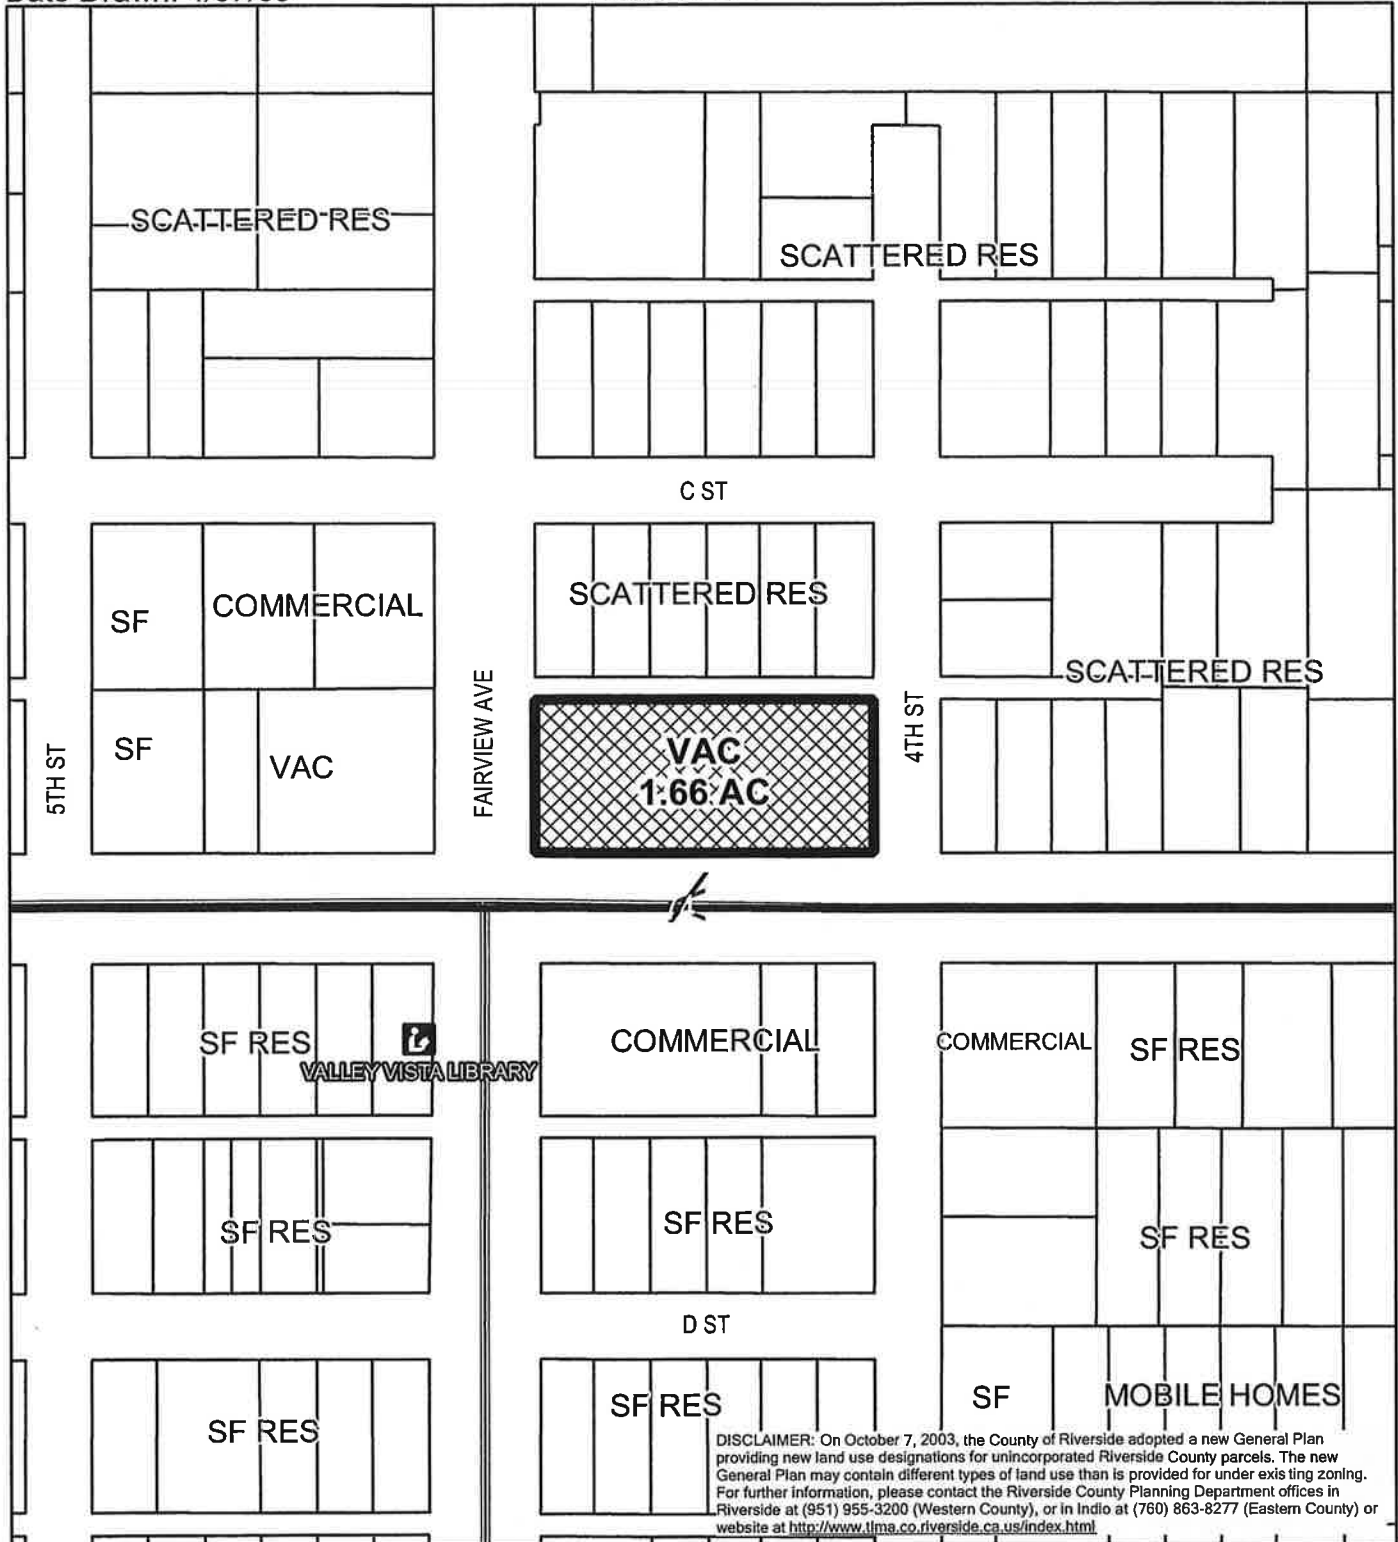 SCATTERED RES
SCATTERED RES
C ST
SF
COMMERCIAL
SCATTERED RES
SCATTERED RES
5TH ST
SF
VAC
FAIRVIEW AVE
VAC
1.66 AC
4TH ST
SF RES
VALLEY VISTA LIBRARY
COMMERCIAL
COMMERCIAL
SF RES
SF RES
SF RES
SF RES
D ST
SF RES
SF RES
SF
MOBILE HOMES
DISCLAIMER: On October 7, 2003, the County of Riverside adopted a new General Plan
providing new land use designations for unincorporated Riverside County parcels. The new
General Plan may contain different types of land use than is provided for under existing zoning.
For further information, please contact the Riverside County Planning Department offices in
Riverside at (951) 955-3200 (Western County), or in Indio at (760) 863-8277 (Eastern County) or
website at http://www.tlma.co.riverside.ca.us/index.html